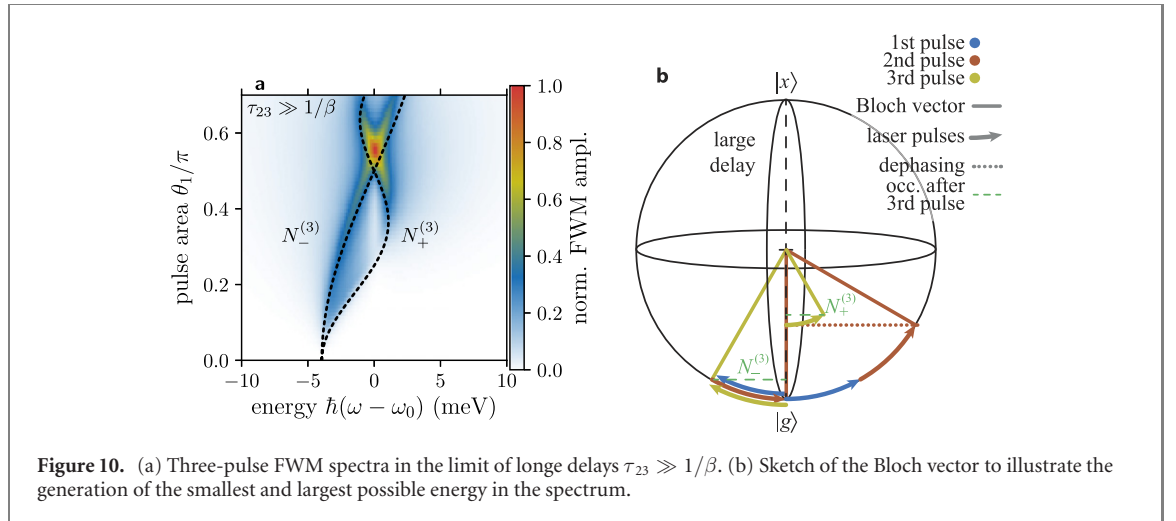 a
τ₂₃ ≫ 1/β
0.6
0.4
0.2
0.0
pulse area θ₁/π
N₋⁽³⁾
N₊⁽³⁾
−10
−5
0
5
10
energy ħ(ω − ω₀) (meV)
1.0
0.8
0.6
0.4
0.2
0.0
norm. FWM ampl.
b
1st pulse
2nd pulse
3rd pulse
Bloch vector
laser pulses
dephasing
occ. after
3rd pulse
|x⟩
large
delay
N₊⁽³⁾
N₋⁽³⁾
|g⟩
Figure 10. (a) Three-pulse FWM spectra in the limit of longe delays τ₂₃ ≫ 1/β. (b) Sketch of the Bloch vector to illustrate the
generation of the smallest and largest possible energy in the spectrum.